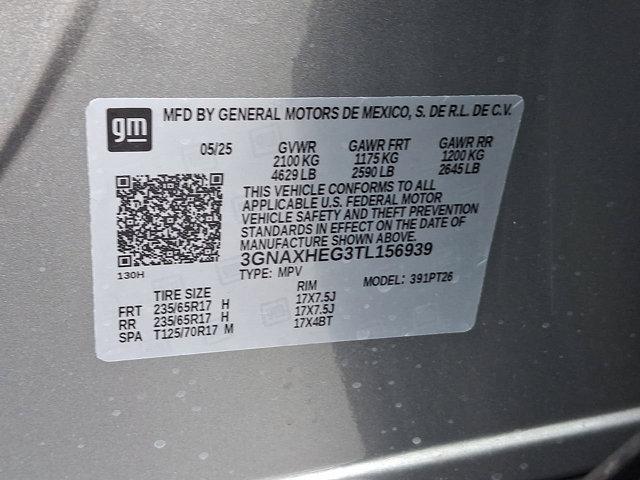 gm
MFD BY GENERAL MOTORS DE MEXICO, S. DE R.L. DE C.V.
05/25 GVWR GAWR FRT GAWR RR
2100 KG 1175 KG 1200 KG
4629 LB 2590 LB 2645 LB
THIS VEHICLE CONFORMS TO ALL
APPLICABLE U.S. FEDERAL MOTOR
VEHICLE SAFETY AND THEFT PREVENTION
STANDARDS IN EFFECT ON THE DATE OF
MANUFACTURE SHOWN ABOVE.
3GNAXHEG3TL156939
130H
TYPE: MPV MODEL: 391PT26
TIRE SIZE RIM
FRT 235/65R17 H 17X7.5J
RR 235/65R17 H 17X7.5J
SPA T125/70R17 M 17X4BT